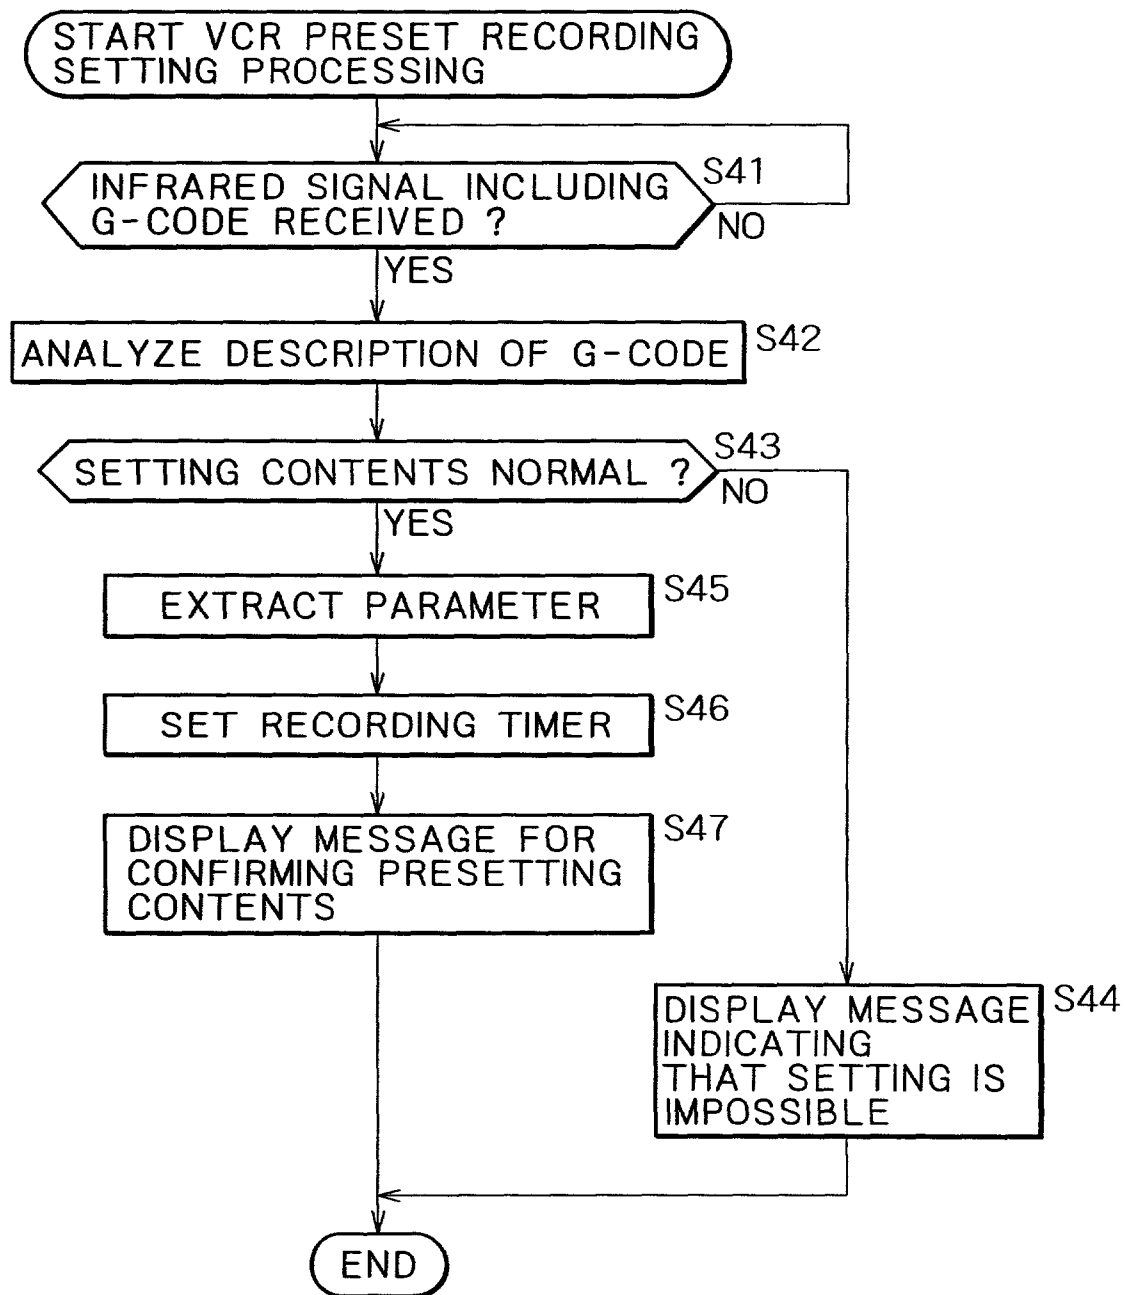 START VCR PRESET RECORDING
SETTING PROCESSING
INFRARED SIGNAL INCLUDING
G-CODE RECEIVED ?
S41
NO
YES
ANALYZE DESCRIPTION OF G-CODE
S42
SETTING CONTENTS NORMAL ?
S43
NO
YES
EXTRACT PARAMETER
S45
SET RECORDING TIMER
S46
DISPLAY MESSAGE FOR
CONFIRMING PRESETTING
CONTENTS
S47
DISPLAY MESSAGE
INDICATING
THAT SETTING IS
IMPOSSIBLE
S44
END